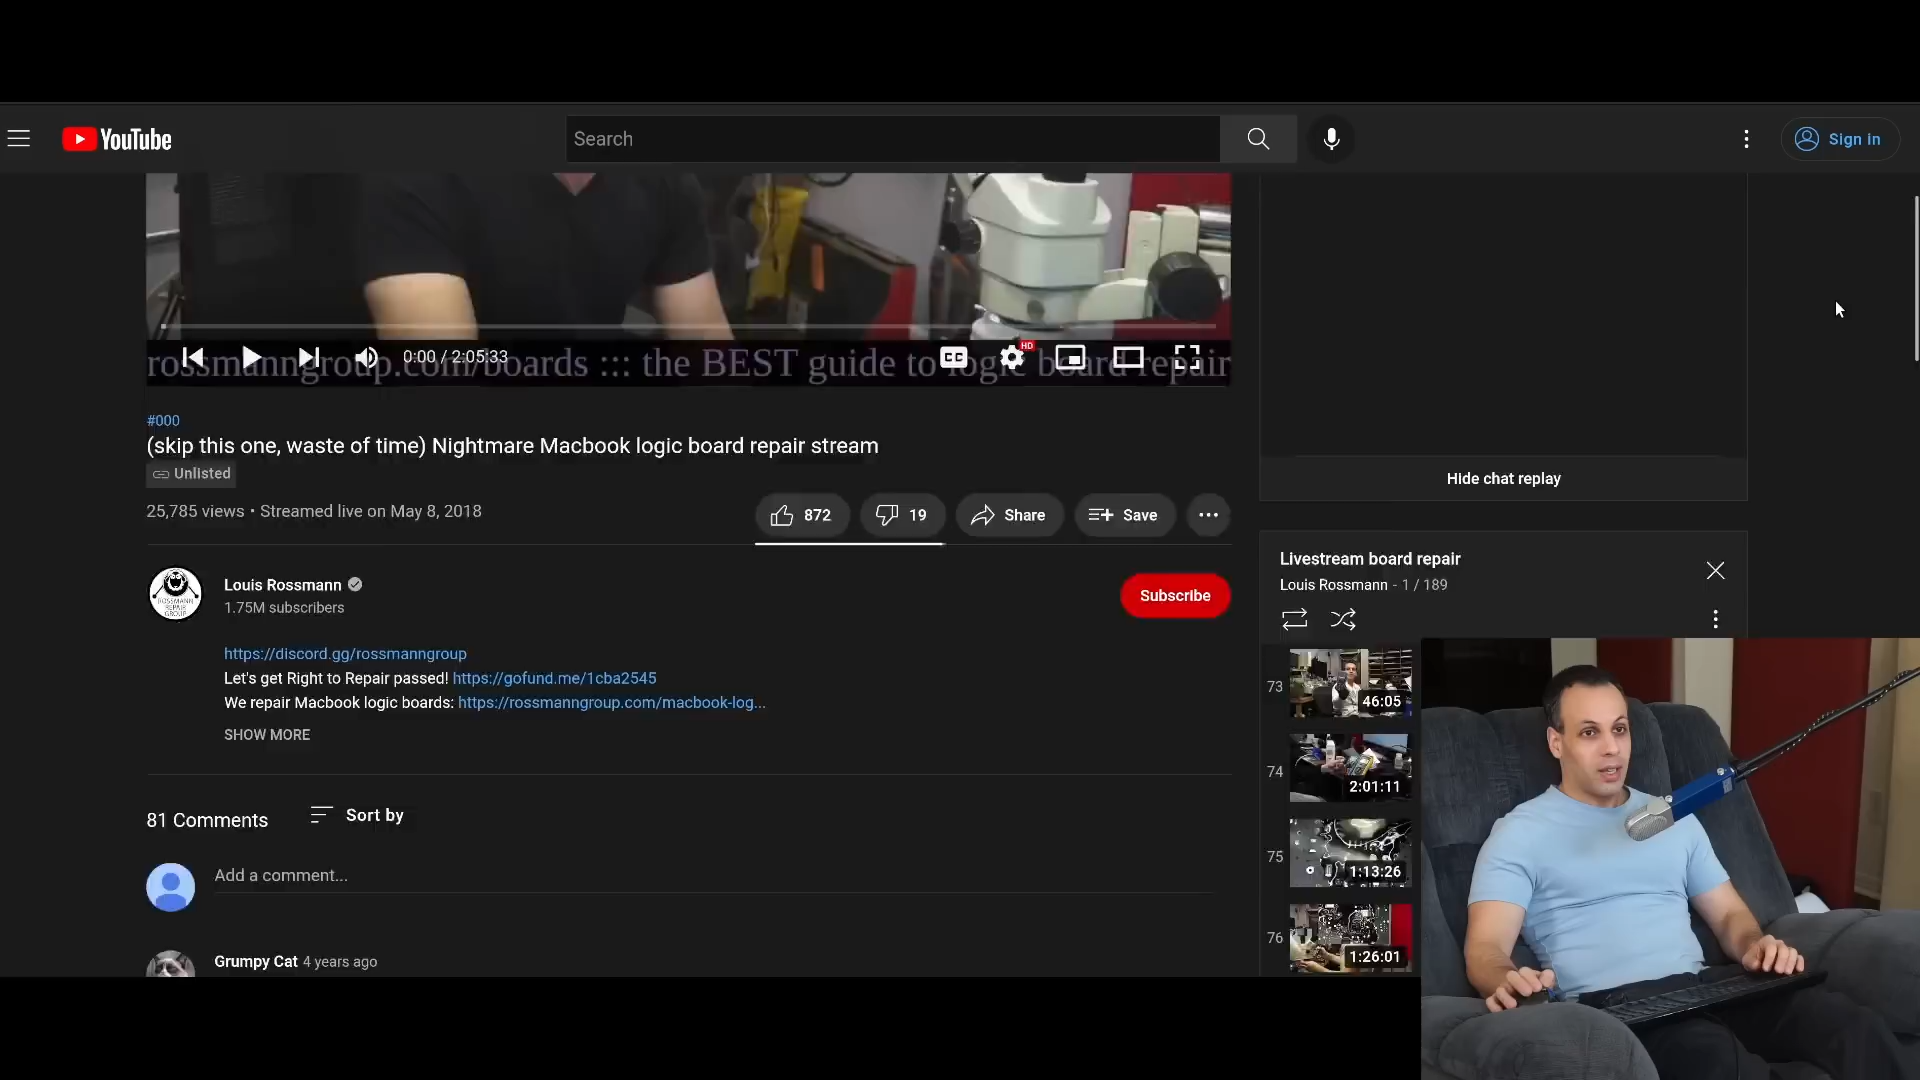 YouTube
Search
Sign in
0:00 / 2:05:33
CC
HD
rossmanngroup.com/boards ::: the BEST guide to logic board repair
#000
(skip this one, waste of time) Nightmare Macbook logic board repair stream
Unlisted
25,785 views • Streamed live on May 8, 2018
872
19
Share
Save
ROSSMANN
REPAIR
GROUP
Louis Rossmann
1.75M subscribers
Subscribe
https://discord.gg/rossmanngroup
Let's get Right to Repair passed! https://gofund.me/1cba2545
We repair Macbook logic boards: https://rossmanngroup.com/macbook-log...
SHOW MORE
81 Comments
Sort by
Add a comment...
Grumpy Cat 4 years ago
Hide chat replay
Livestream board repair
Louis Rossmann - 1 / 189
73
46:05
74
2:01:11
75
1:13:26
76
1:26:01